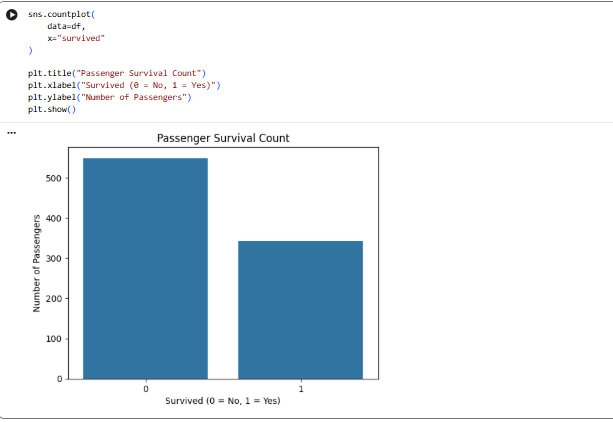 sns.countplot(
    data=df,
    x="survived"
)
plt.title("Passenger Survival Count")
plt.xlabel("Survived (0 = No, 1 = Yes)")
plt.ylabel("Number of Passengers")
plt.show()
...
Passenger Survival Count
500
400
300
200
100
0
Number of Passengers
0
1
Survived (0 = No, 1 = Yes)